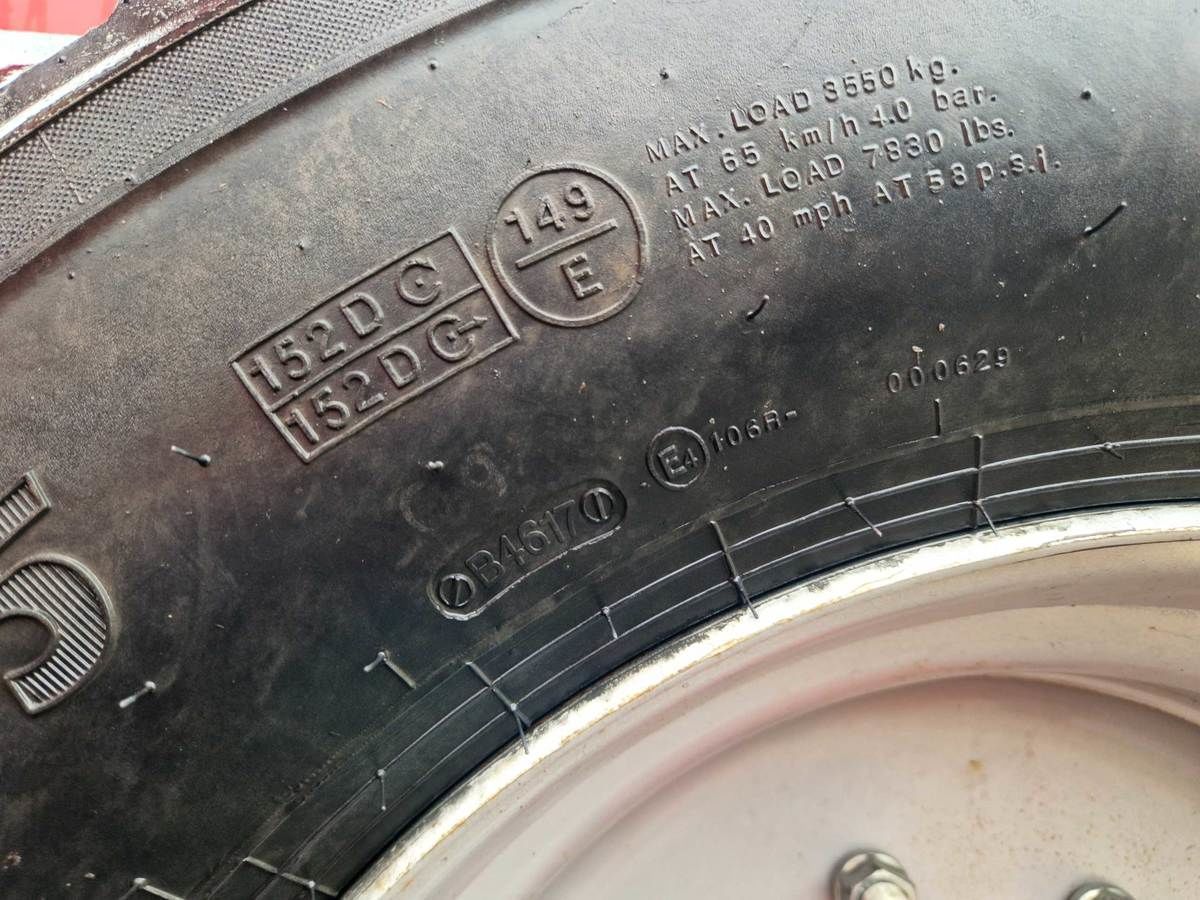 MAX. LOAD 3550 kg.
AT 65 km/h 4.0 bar.
MAX. LOAD 7830 lbs.
AT 40 mph AT 58 p.s.i.
149
E
152 D
152 D
000629
E4 106R-
B4617
5